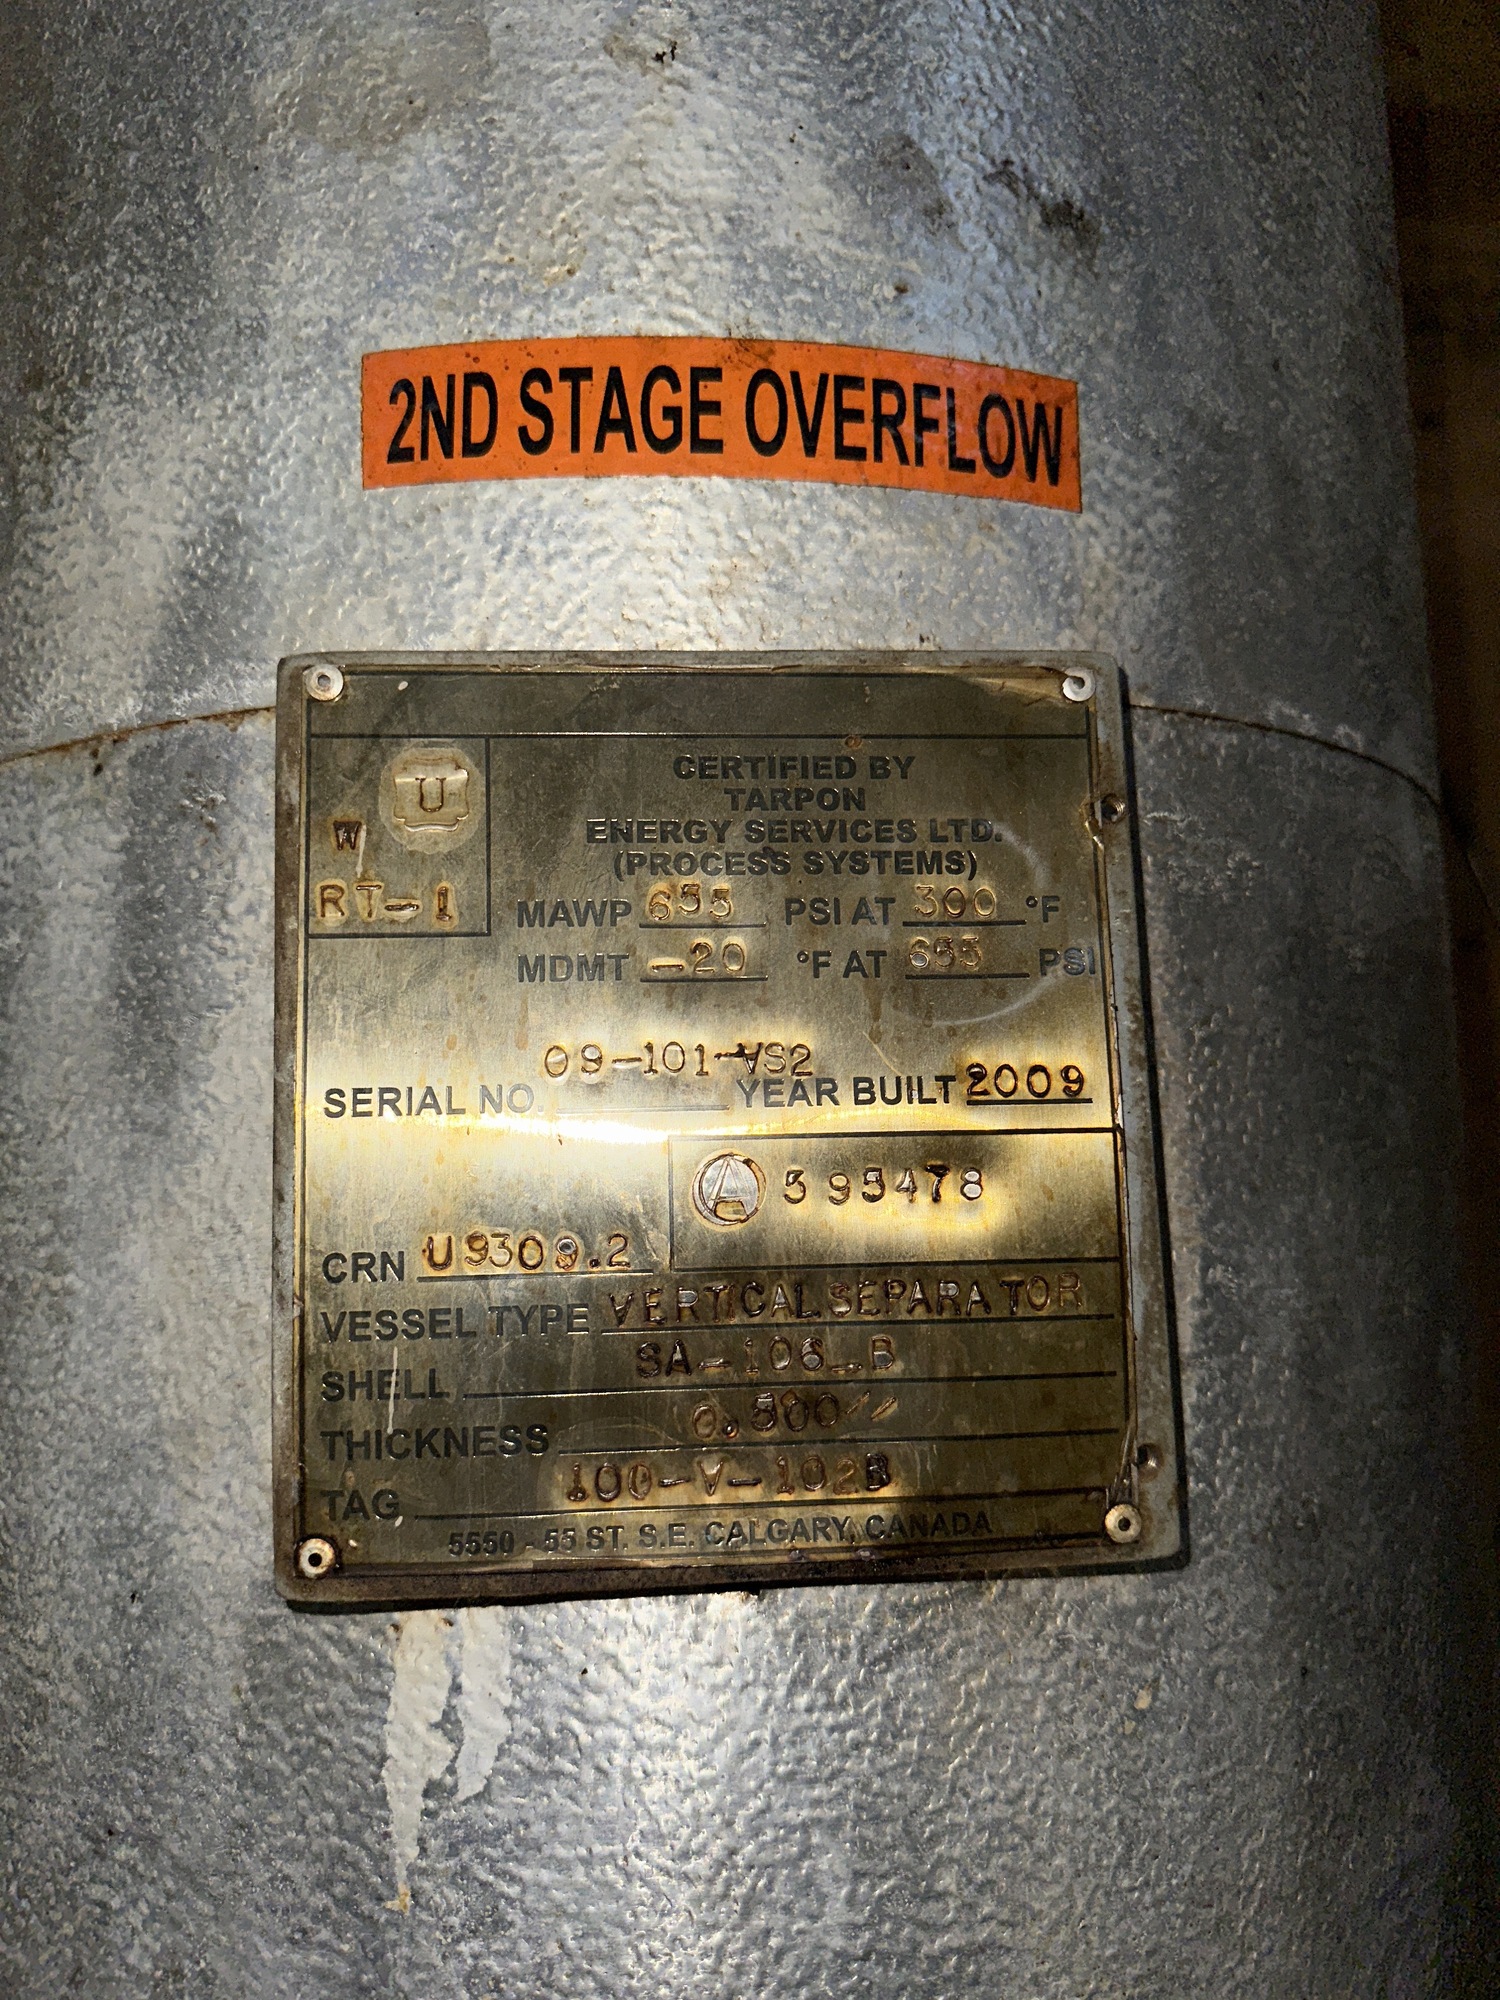 2ND STAGE OVERFLOW
U
W
RT-1
CERTIFIED BY
TARPON
ENERGY SERVICES LTD.
(PROCESS SYSTEMS)
MAWP 655 PSI AT 300 °F
MDMT -20 °F AT 655 PSI
SERIAL NO. 09-101-VS2 YEAR BUILT 2009
A 595478
CRN U9309.2
VESSEL TYPE VERTICAL SEPARATOR
SHELL SA-106-B
THICKNESS 0.500"
TAG 100-V-102B
5550 - 55 ST. S.E. CALGARY, CANADA